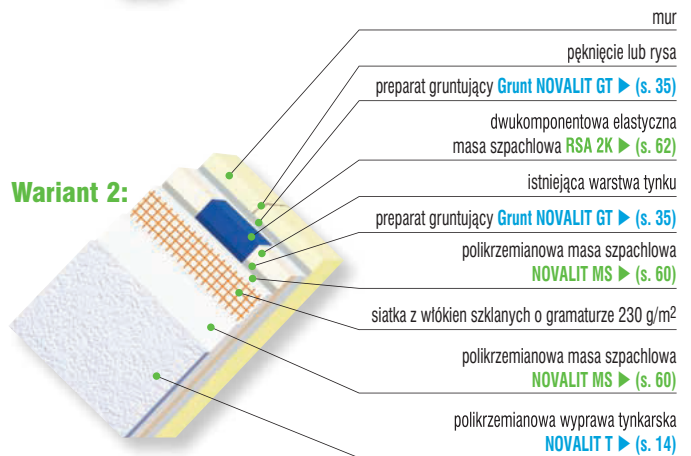 mur
pęknięcie lub rysa
preparat gruntujący Grunt NOVALIT GT ▶ (s. 35)
dwukomponentowa elastyczna
masa szpachlowa RSA 2K ▶ (s. 62)
Wariant 2:
istniejąca warstwa tynku
preparat gruntujący Grunt NOVALIT GT ▶ (s. 35)
polikrzemianowa masa szpachlowa
NOVALIT MS ▶ (s. 60)
siatka z włókien szklanych o gramaturze 230 g/m2
polikrzemianowa masa szpachlowa
NOVALIT MS ▶ (s. 60)
polikrzemianowa wyprawa tynkarska
NOVALIT T ▶ (s. 14)